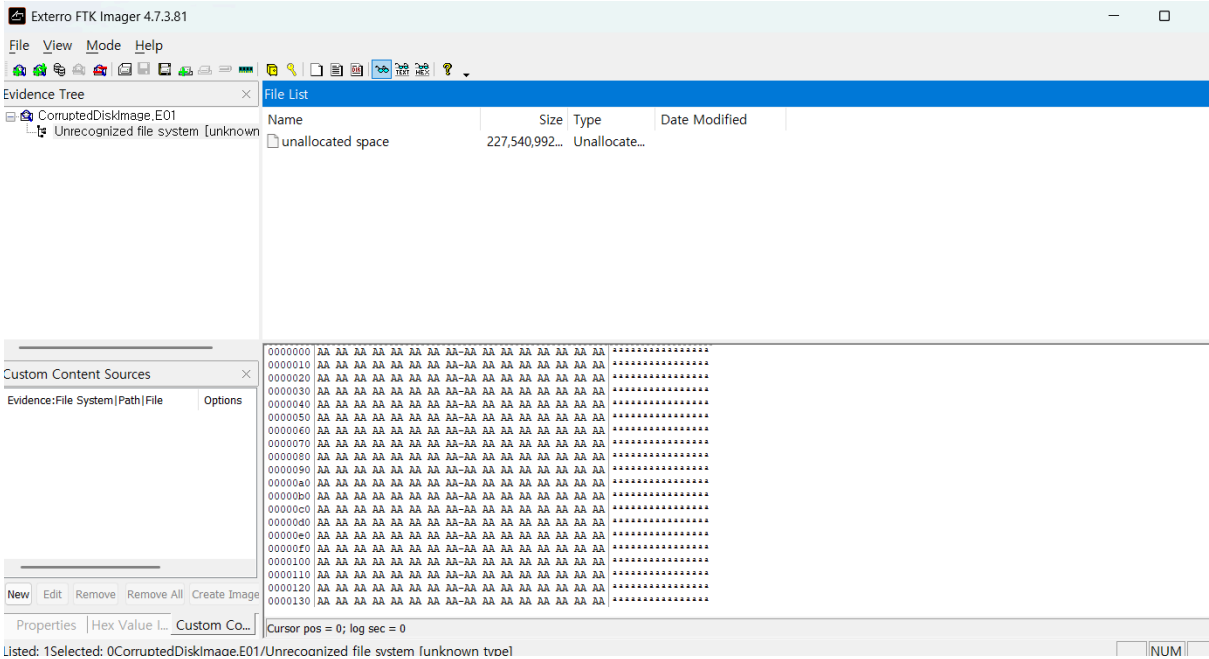 Exterro FTK Imager 4.7.3.81
File View Mode Help
Evidence Tree
CorruptedDiskImage.E01
Unrecognized file system [unknown
File List
Name Size Type Date Modified
unallocated space 227,540,992... Unallocate...
Custom Content Sources
Evidence:File System|Path|File Options
New Edit Remove Remove All Create Image
Properties Hex Value I... Custom Co...
0000000 AA AA AA AA AA AA AA AA-AA AA AA AA AA AA AA AA ªªªªªªªªªªªªªªªª
0000010 AA AA AA AA AA AA AA AA-AA AA AA AA AA AA AA AA ªªªªªªªªªªªªªªªª
0000020 AA AA AA AA AA AA AA AA-AA AA AA AA AA AA AA AA ªªªªªªªªªªªªªªªª
0000030 AA AA AA AA AA AA AA AA-AA AA AA AA AA AA AA AA ªªªªªªªªªªªªªªªª
0000040 AA AA AA AA AA AA AA AA-AA AA AA AA AA AA AA AA ªªªªªªªªªªªªªªªª
0000050 AA AA AA AA AA AA AA AA-AA AA AA AA AA AA AA AA ªªªªªªªªªªªªªªªª
0000060 AA AA AA AA AA AA AA AA-AA AA AA AA AA AA AA AA ªªªªªªªªªªªªªªªª
0000070 AA AA AA AA AA AA AA AA-AA AA AA AA AA AA AA AA ªªªªªªªªªªªªªªªª
0000080 AA AA AA AA AA AA AA AA-AA AA AA AA AA AA AA AA ªªªªªªªªªªªªªªªª
0000090 AA AA AA AA AA AA AA AA-AA AA AA AA AA AA AA AA ªªªªªªªªªªªªªªªª
00000a0 AA AA AA AA AA AA AA AA-AA AA AA AA AA AA AA AA ªªªªªªªªªªªªªªªª
00000b0 AA AA AA AA AA AA AA AA-AA AA AA AA AA AA AA AA ªªªªªªªªªªªªªªªª
00000c0 AA AA AA AA AA AA AA AA-AA AA AA AA AA AA AA AA ªªªªªªªªªªªªªªªª
00000d0 AA AA AA AA AA AA AA AA-AA AA AA AA AA AA AA AA ªªªªªªªªªªªªªªªª
00000e0 AA AA AA AA AA AA AA AA-AA AA AA AA AA AA AA AA ªªªªªªªªªªªªªªªª
00000f0 AA AA AA AA AA AA AA AA-AA AA AA AA AA AA AA AA ªªªªªªªªªªªªªªªª
0000100 AA AA AA AA AA AA AA AA-AA AA AA AA AA AA AA AA ªªªªªªªªªªªªªªªª
0000110 AA AA AA AA AA AA AA AA-AA AA AA AA AA AA AA AA ªªªªªªªªªªªªªªªª
0000120 AA AA AA AA AA AA AA AA-AA AA AA AA AA AA AA AA ªªªªªªªªªªªªªªªª
0000130 AA AA AA AA AA AA AA AA-AA AA AA AA AA AA AA AA ªªªªªªªªªªªªªªªª
Cursor pos = 0; log sec = 0
Listed: 1Selected: 0CorruptedDiskImage.E01/Unrecognized file system [unknown type] NUM